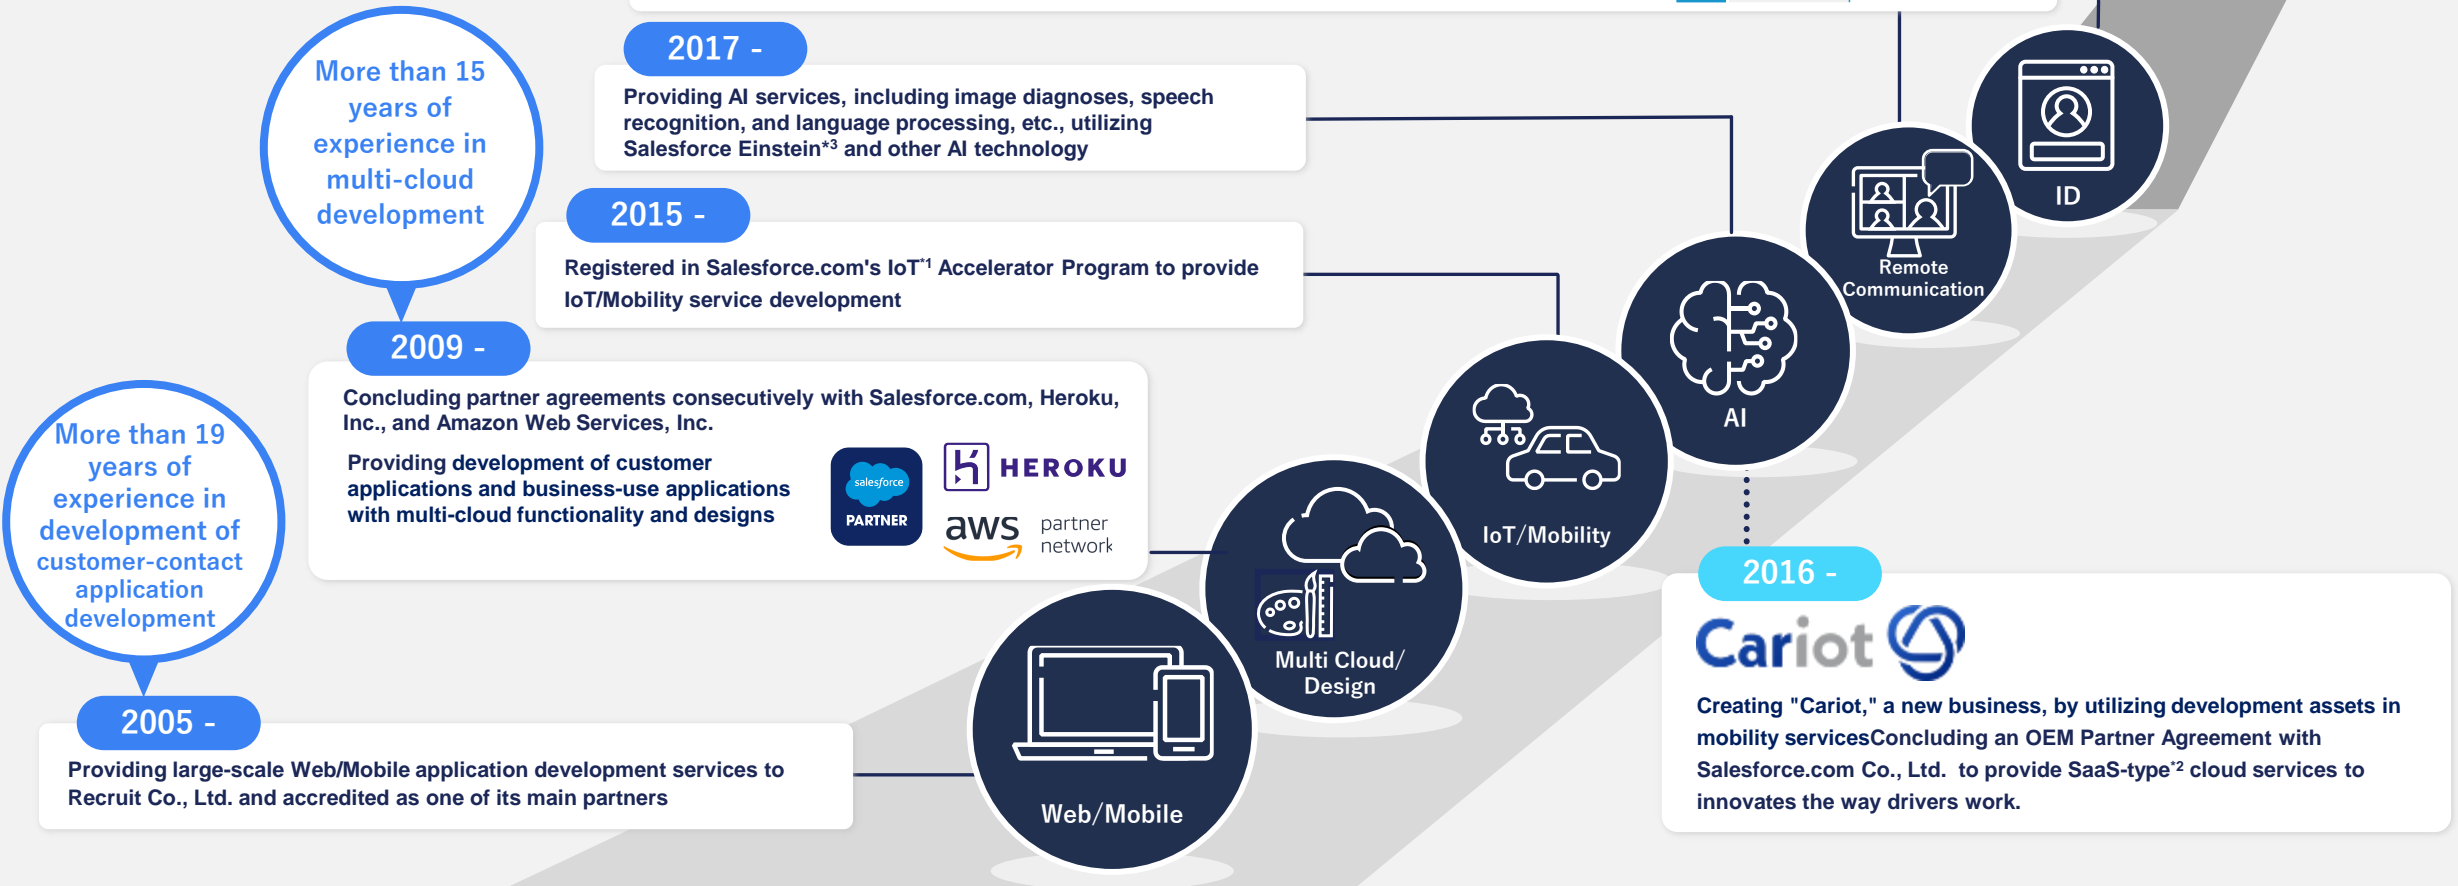 More than 15
years of
experience in
multi-cloud
development
2017 -
Providing AI services, including image diagnoses, speech
recognition, and language processing, etc., utilizing
Salesforce Einstein*3 and other AI technology
2015 -
Registered in Salesforce.com's IoT*1 Accelerator Program to provide
IoT/Mobility service development
2009 -
Concluding partner agreements consecutively with Salesforce.com, Heroku,
Inc., and Amazon Web Services, Inc.
Providing development of customer
applications and business-use applications
with multi-cloud functionality and designs
salesforce
PARTNER
HEROKU
aws partner
network
More than 19
years of
experience in
development of
customer-contact
application
development
2005 -
Providing large-scale Web/Mobile application development services to
Recruit Co., Ltd. and accredited as one of its main partners
ID
Remote
Communication
AI
IoT/Mobility
Multi Cloud/
Design
Web/Mobile
2016 -
Cariot
Creating "Cariot," a new business, by utilizing development assets in
mobility servicesConcluding an OEM Partner Agreement with
Salesforce.com Co., Ltd. to provide SaaS-type*2 cloud services to
innovates the way drivers work.